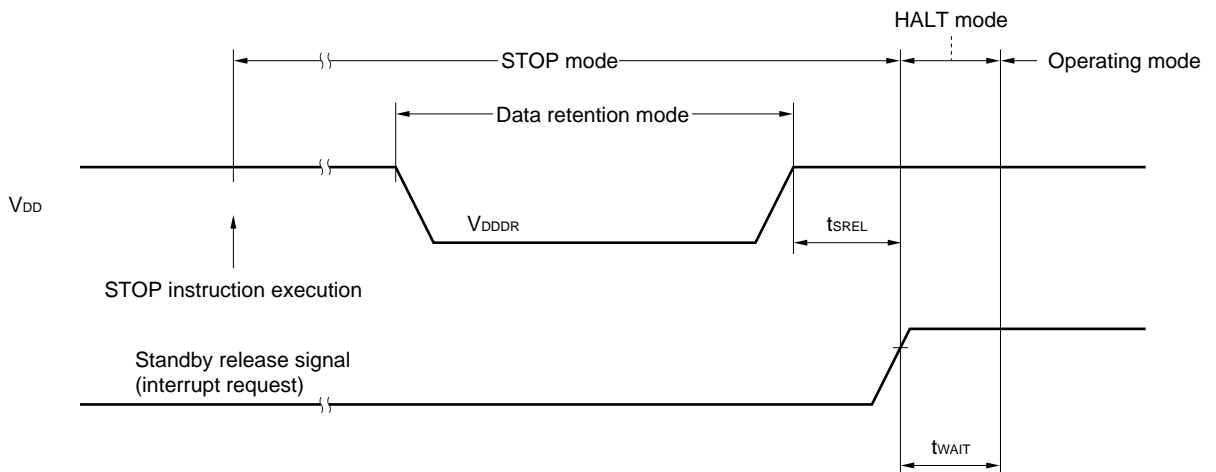 HALT mode
STOP mode
Operating mode
Data retention mode
VDD
VDDDR
tSREL
STOP instruction execution
Standby release signal
(interrupt request)
tWAIT